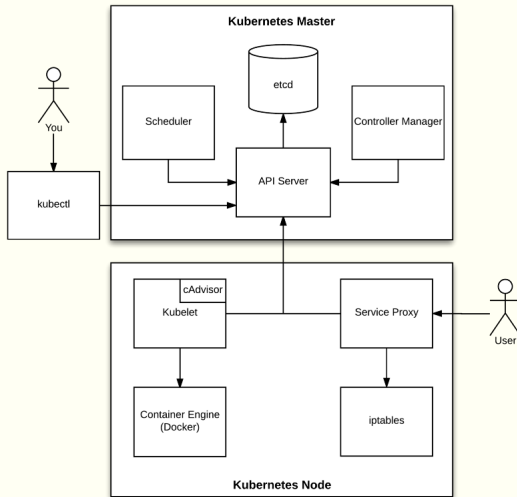 Kubernetes Master
etcd
Scheduler
Controller Manager
You
API Server
kubectl
cAdvisor
Kubelet
Service Proxy
User
Container Engine
(Docker)
iptables
Kubernetes Node